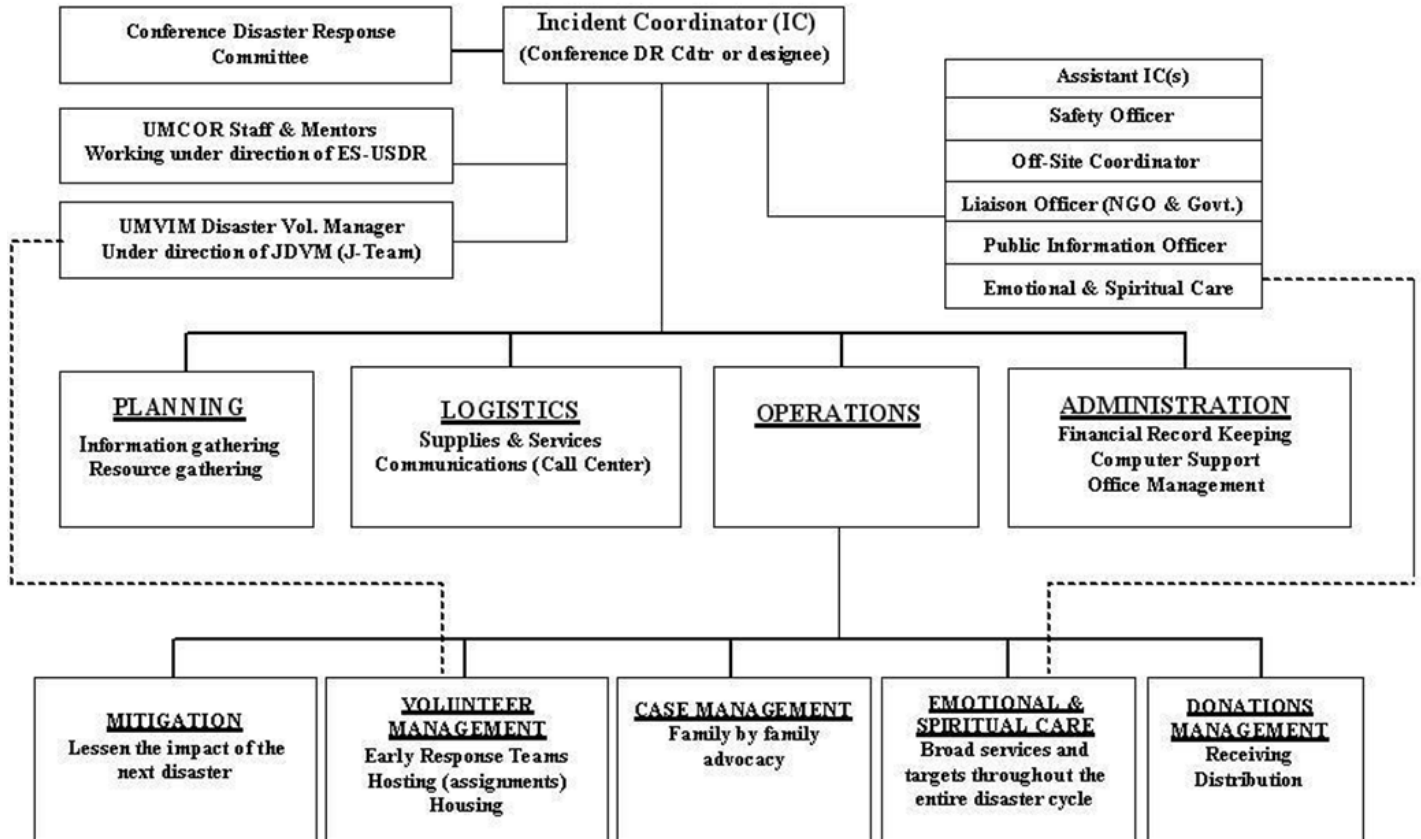 Conference Disaster Response
Committee
Incident Coordinator (IC)
(Conference DR Cdtr or designee)
UMCOR Staff & Mentors
Working under direction of ES-USDR
UMVIM Disaster Vol. Manager
Under direction of JDVM (J-Team)
Assistant IC(s)
Safety Officer
Off-Site Coordinator
Liaison Officer (NGO & Govt.)
Public Information Officer
Emotional & Spiritual Care
PLANNING
Information gathering
Resource gathering
LOGISTICS
Supplies & Services
Communications (Call Center)
OPERATIONS
ADMINISTRATION
Financial Record Keeping
Computer Support
Office Management
MITIGATION
Lessen the impact of the
next disaster
VOLUNTEER
MANAGEMENT
Early Response Teams
Hosting (assignments)
Housing
CASE MANAGEMENT
Family by family
advocacy
EMOTIONAL &
SPIRITUAL CARE
Broad services and
targets throughout the
entire disaster cycle
DONATIONS
MANAGEMENT
Receiving
Distribution